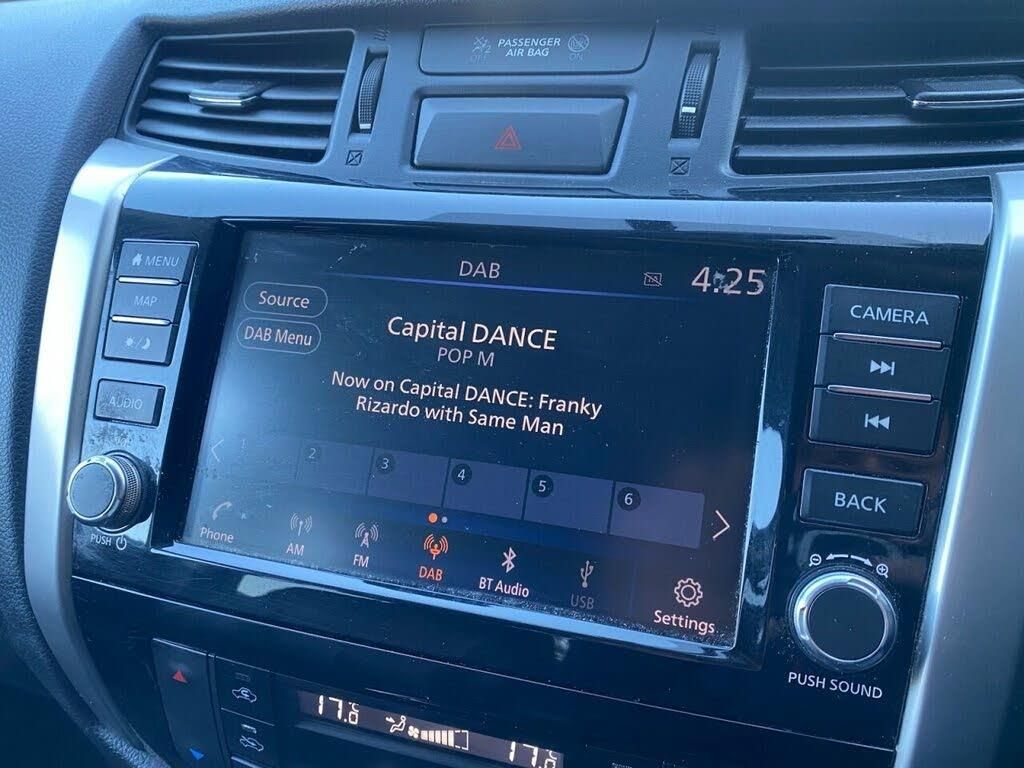 PASSENGER
AIR BAG
OFF
ON
MENU
MAP
AUDIO
VOL
PUSH
DAB
4:25
Source
DAB Menu
Capital DANCE
POP M
Now on Capital DANCE: Franky
Rizardo with Same Man
1
2
3
4
5
6
Phone
AM
FM
DAB
BT Audio
USB
Settings
CAMERA
BACK
PUSH SOUND
17.0
17.0